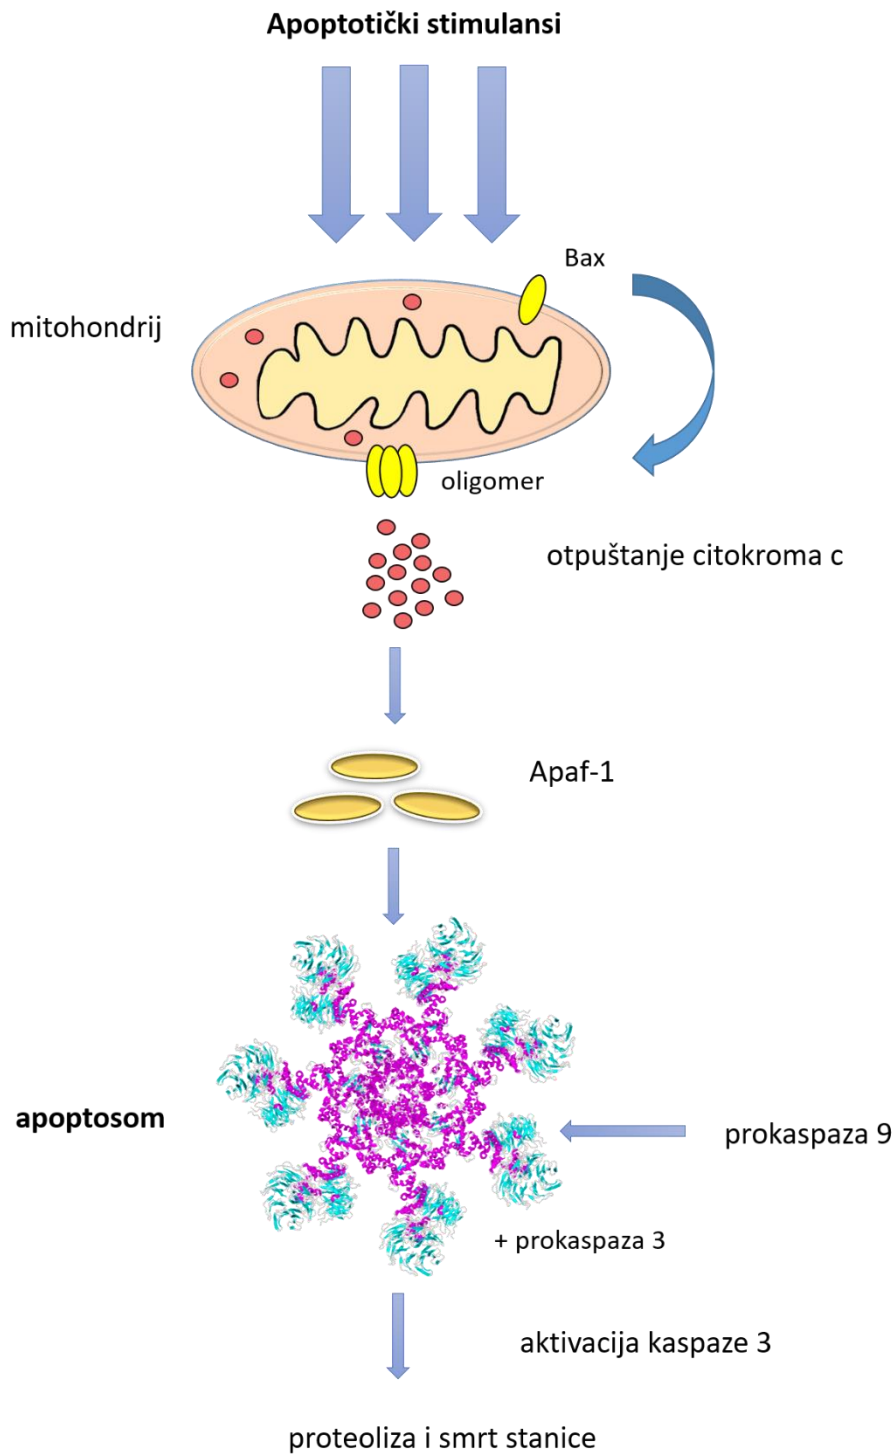 Apoptotički stimulansi
Bax
mitohondrij
oligomer
otpuštanje citokroma c
Apaf-1
apoptosom
prokaspaza 9
+ prokaspaza 3
aktivacija kaspaze 3
proteoliza i smrt stanice